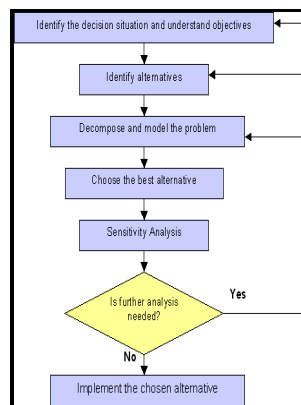 Identify the decision situation and understand objectives
Identify alternatives
Decompose and model the problem
Choose the best alternative
Sensitivity Analysis
Is further analysis
needed?
Yes
No
Implement the chosen alternative